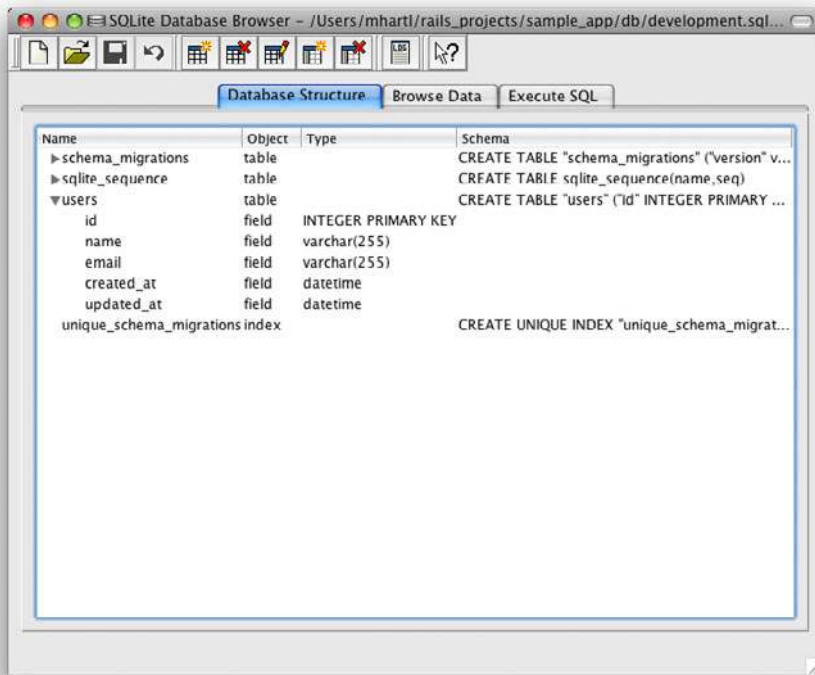 SQLite Database Browser – /Users/mhartl/rails_projects/sample_app/db/development.sql...
LOG
?
Database Structure Browse Data Execute SQL
Name Object Type Schema
schema_migrations table CREATE TABLE "schema_migrations" ("version" v...
sqlite_sequence table CREATE TABLE sqlite_sequence(name,seq)
users table CREATE TABLE "users" ("id" INTEGER PRIMARY ...
id field INTEGER PRIMARY KEY
name field varchar(255)
email field varchar(255)
created_at field datetime
updated_at field datetime
unique_schema_migrations index CREATE UNIQUE INDEX "unique_schema_migrat...